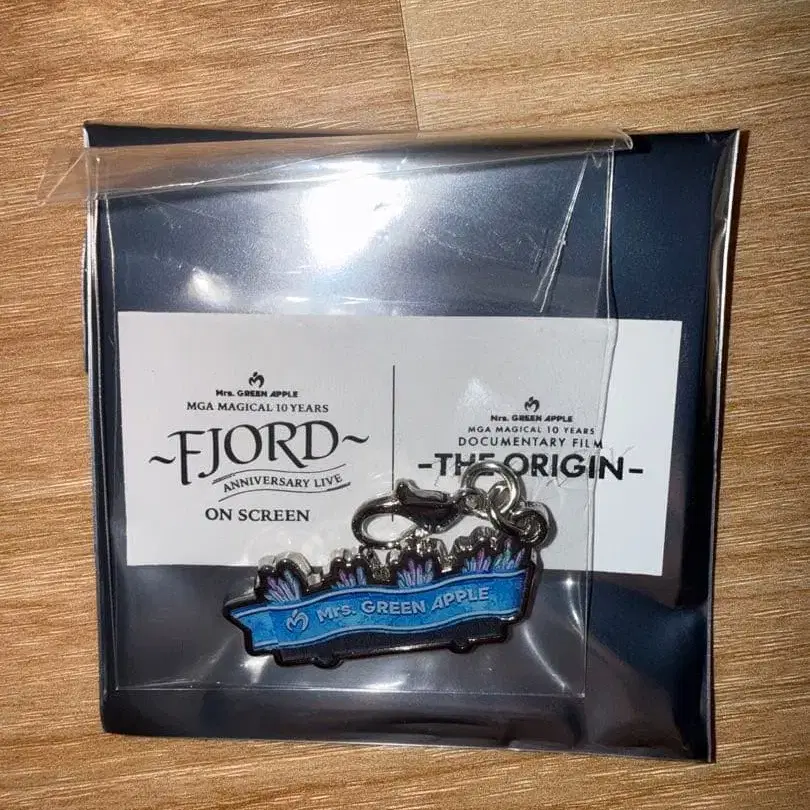 Mrs. GREEN APPLE
MGA MAGICAL 10 YEARS
~FJORD~
ANNIVERSARY LIVE
ON SCREEN
Mrs. GREEN APPLE
MGA MAGICAL 10 YEARS
DOCUMENTARY FILM
-THE ORIGIN-
Mrs. GREEN APPLE